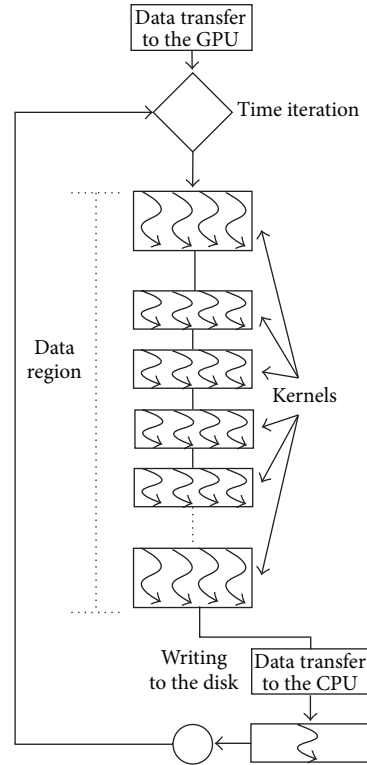 Data transfer
to the GPU
Time iteration
Data
region
Kernels
Writing
to the disk
Data transfer
to the CPU